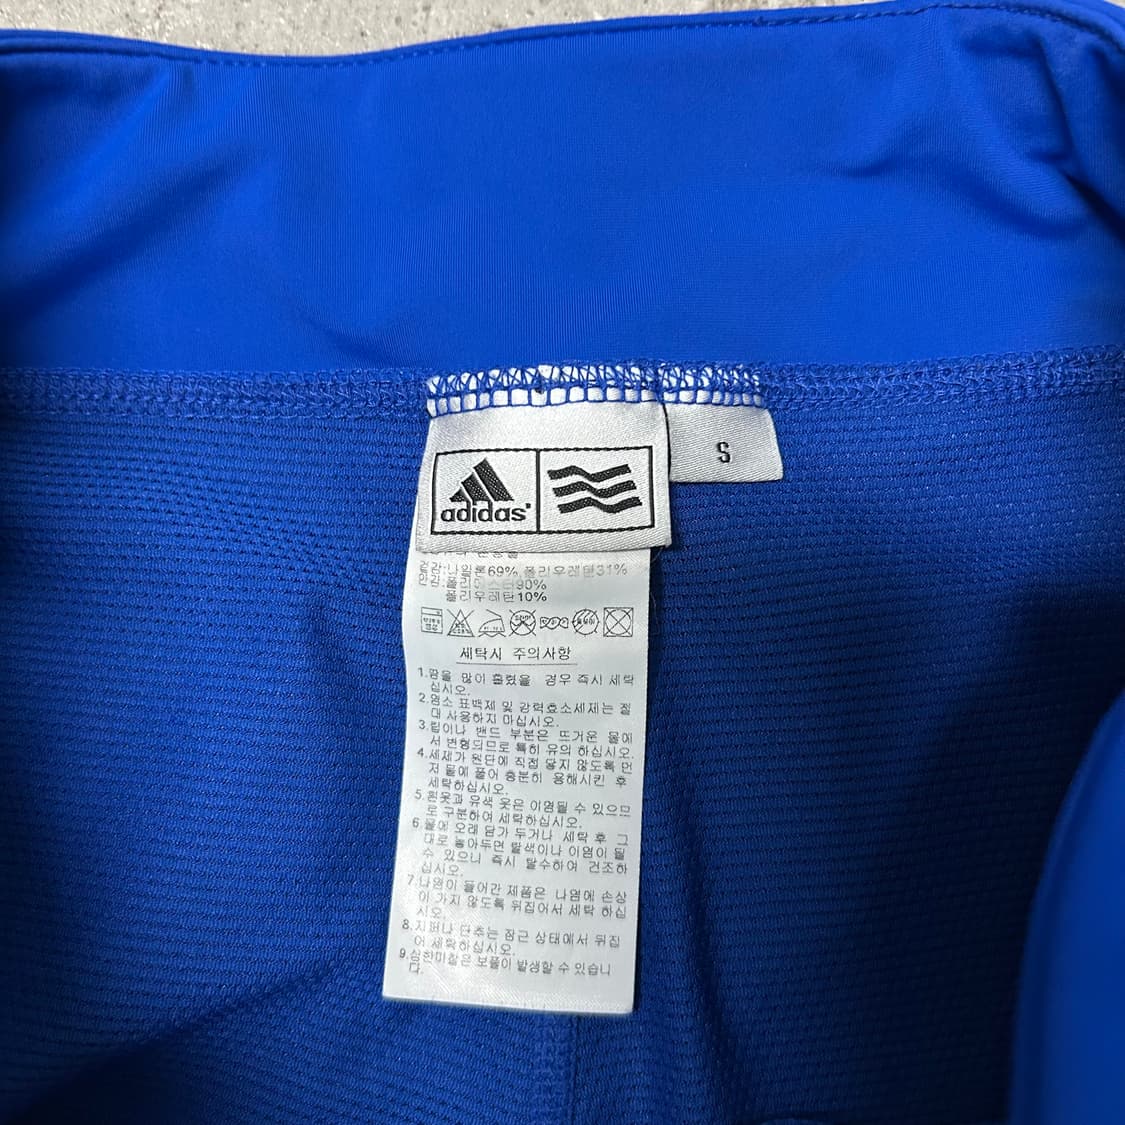 adidas
S
겉감:나일론69%,폴리우레탄31%
안감:폴리에스터90%
폴리우레탄10%
세탁시 주의사항
1.땀을 많이 흘렸을 경우 즉시 세탁
십시오.
2.염소 표백제 및 강력효소세제는 절
대 사용하지 마십시오.
3.립이나 밴드 부분은 뜨거운 물에
서 변형되므로 특히 유의 하십시오.
4.세제가 원단에 직접 닿지 않도록 먼
저 물에 풀어 충분히 용해시킨 후
세탁하십시오.
5.흰옷과 유색 옷은 이염될 수 있으므
로 구분하여 세탁하십시오.
6.물에 오래 담가 두거나 세탁 후 그
대로 놓아두면 탈색이나 이염이 될
수 있으니 즉시 탈수하여 건조하
십시오.
7.나염이 들어간 제품은 나염에 손상
이 가지 않도록 뒤집어서 세탁 하십
시오.
8.지퍼나 단추는 잠근 상태에서 뒤집
어 세탁하십시오.
9.심한마찰은 보풀이 발생할 수 있습니
다.